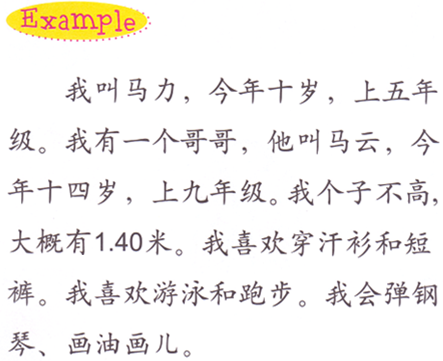 Example
我叫马力，今年十岁，上五年
级。我有一个哥哥，他叫马云，今
年十四岁，上九年级。我个子不高，
大概有1.40米。我喜欢穿汗衫和短
裤。我喜欢游泳和跑步。我会弹钢
琴、画油画儿。